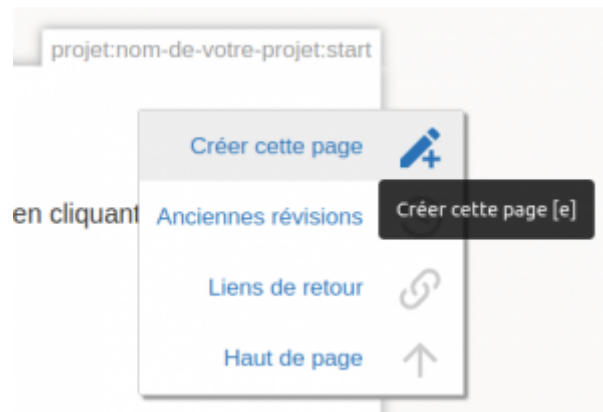 projet:nom-de-votre-projet:start
Créer cette page
en cliquant
Anciennes révisions
Créer cette page [e]
Liens de retour
Haut de page